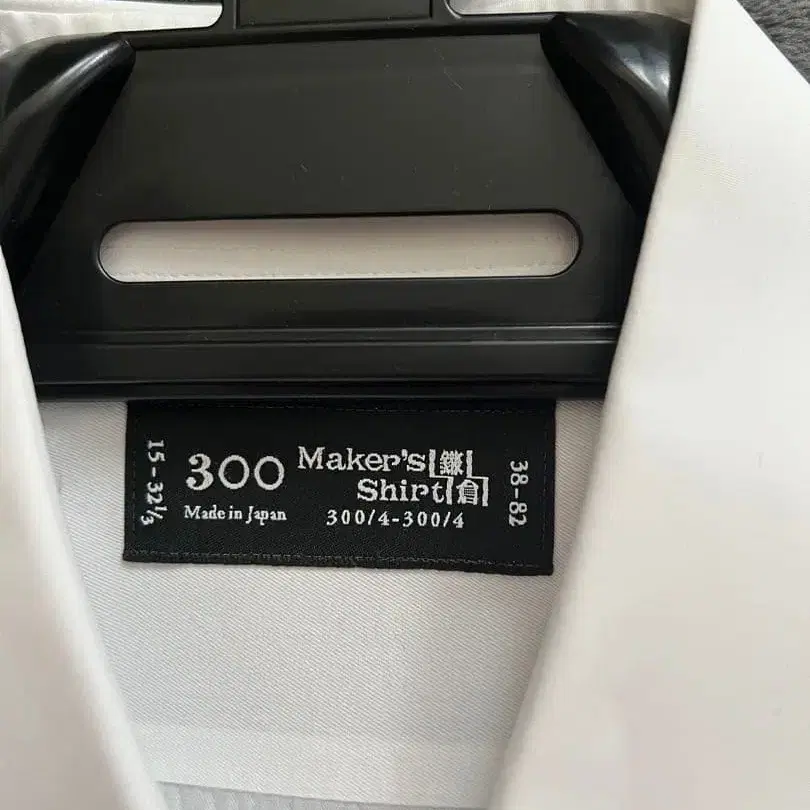 15-32⅓
300
Made in Japan
Maker's 鎌
Shirt 倉
300/4-300/4
38-82